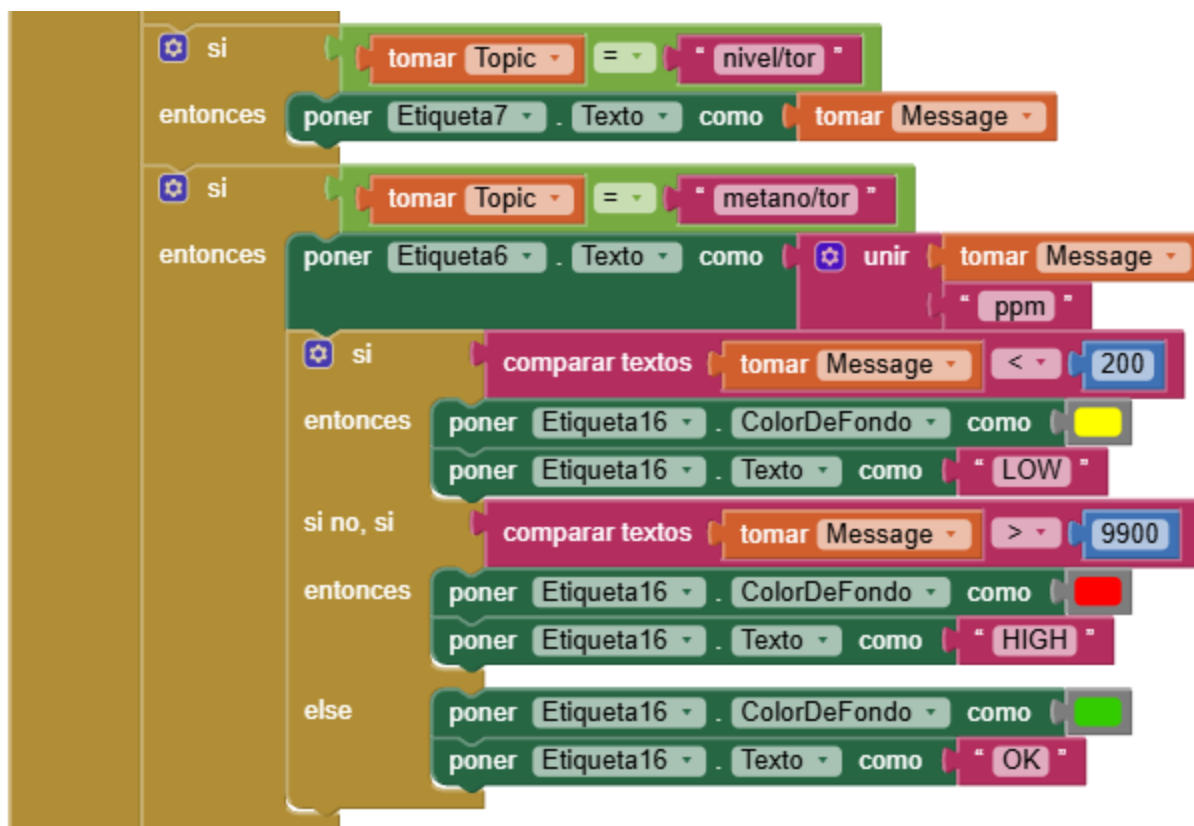 si tomar Topic = " nivel/tor "
entonces poner Etiqueta7 . Texto como tomar Message
si tomar Topic = " metano/tor "
entonces poner Etiqueta6 . Texto como unir tomar Message
" ppm "
si comparar textos tomar Message < 200
entonces poner Etiqueta16 . ColorDeFondo como
poner Etiqueta16 . Texto como " LOW "
si no, si comparar textos tomar Message > 9900
entonces poner Etiqueta16 . ColorDeFondo como
poner Etiqueta16 . Texto como " HIGH "
else poner Etiqueta16 . ColorDeFondo como
poner Etiqueta16 . Texto como " OK "